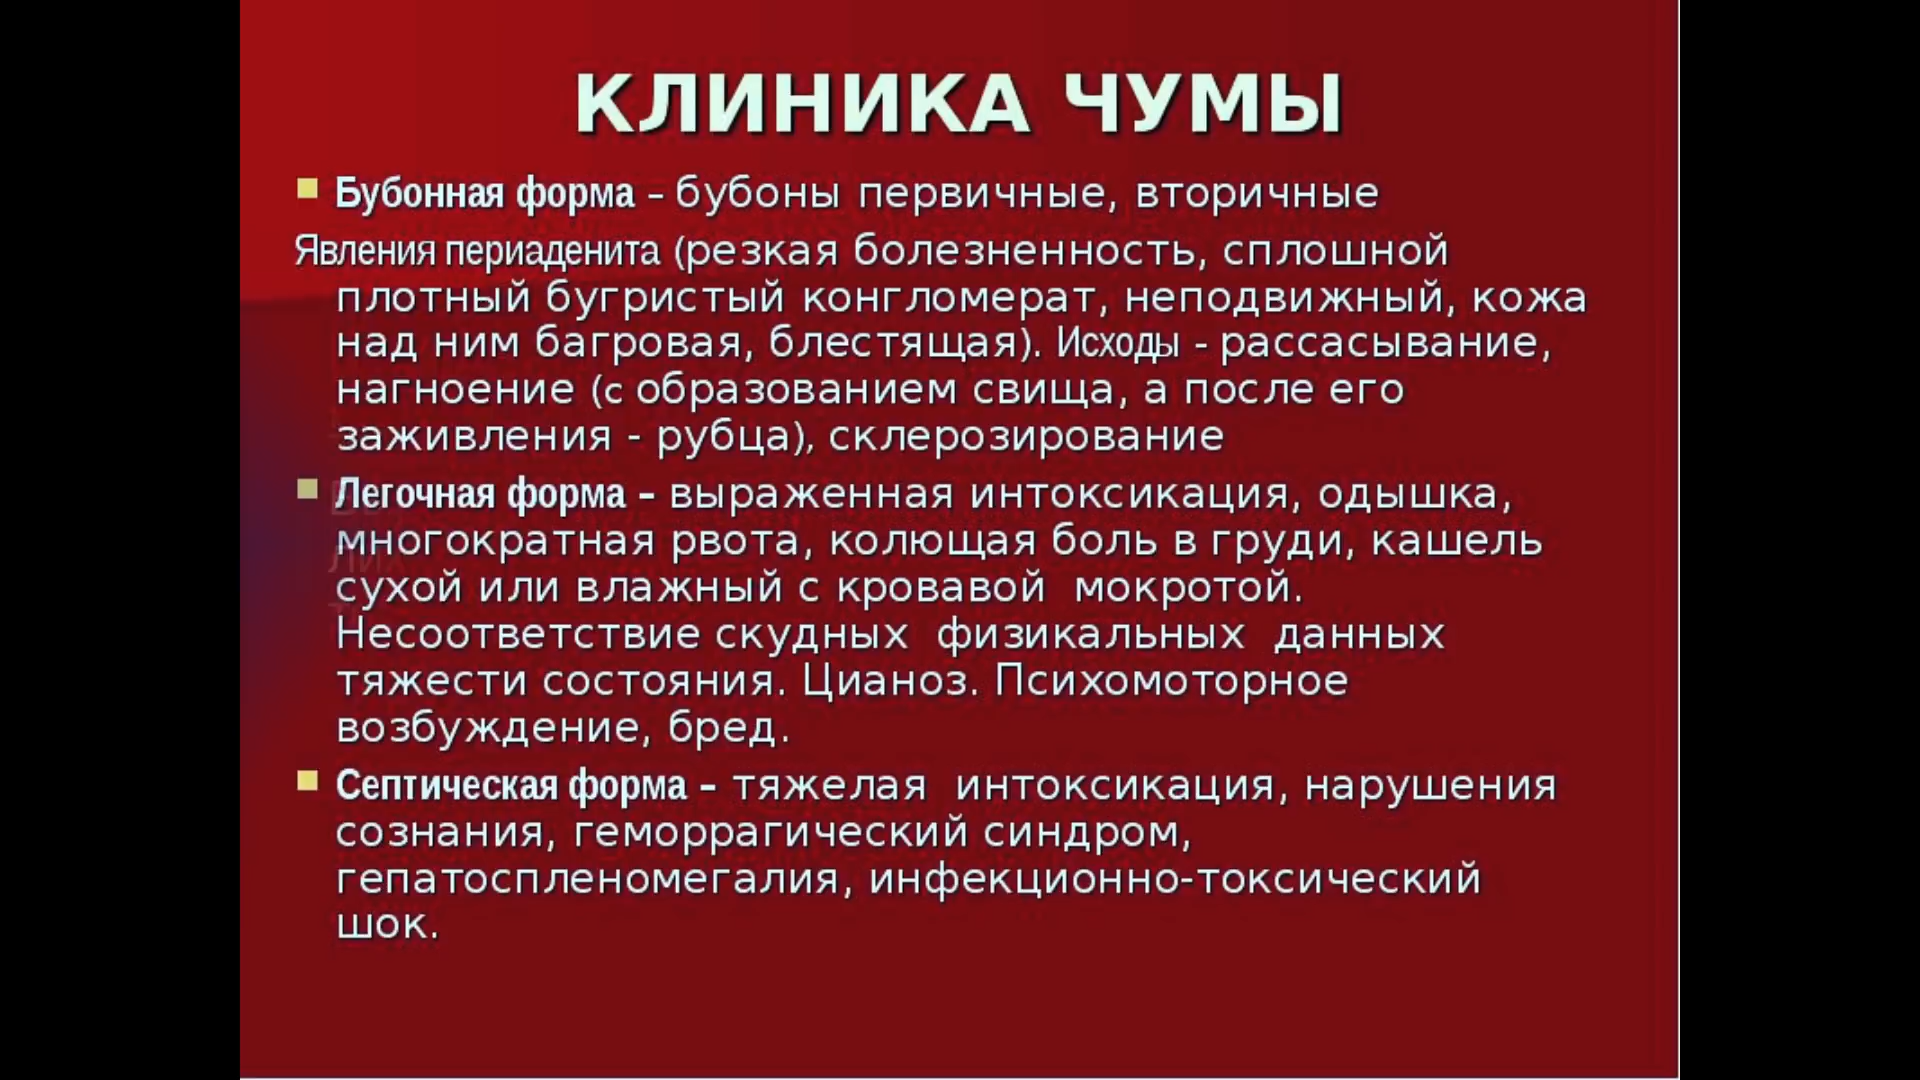 КЛИНИКА ЧУМЫ
Бубонная форма – бубоны первичные, вторичные
Явления периаденита (резкая болезненность, сплошной
плотный бугристый конгломерат, неподвижный, кожа
над ним багровая, блестящая). Исходы - рассасывание,
нагноение (с образованием свища, а после его
заживления - рубца), склерозирование
Легочная форма – выраженная интоксикация, одышка,
многократная рвота, колющая боль в груди, кашель
сухой или влажный с кровавой мокротой.
Несоответствие скудных физикальных данных
тяжести состояния. Цианоз. Психомоторное
возбуждение, бред.
Септическая форма – тяжелая интоксикация, нарушения
сознания, геморрагический синдром,
гепатоспленомегалия, инфекционно-токсический
шок.